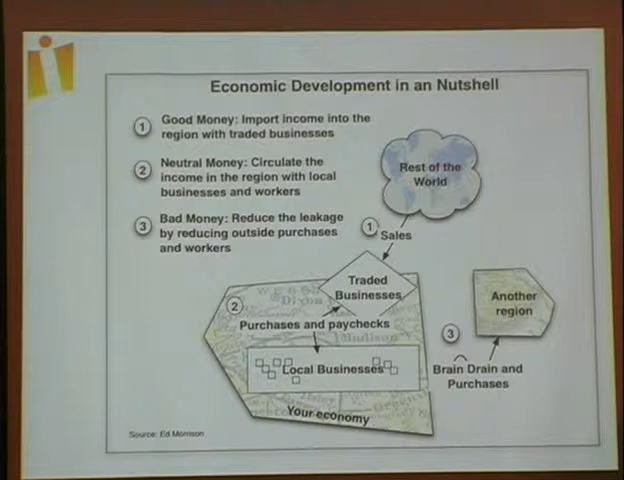 Economic Development in an Nutshell
1 Good Money: Import income into the
region with traded businesses
2 Neutral Money: Circulate the
income in the region with local
businesses and workers
3 Bad Money: Reduce the leakage
by reducing outside purchases
and workers
Rest of the
World
1 Sales
Traded
Businesses
2
Purchases and paychecks
Local Businesses
Your economy
Another
region
3
Brain Drain and
Purchases
Source: Ed Morrison